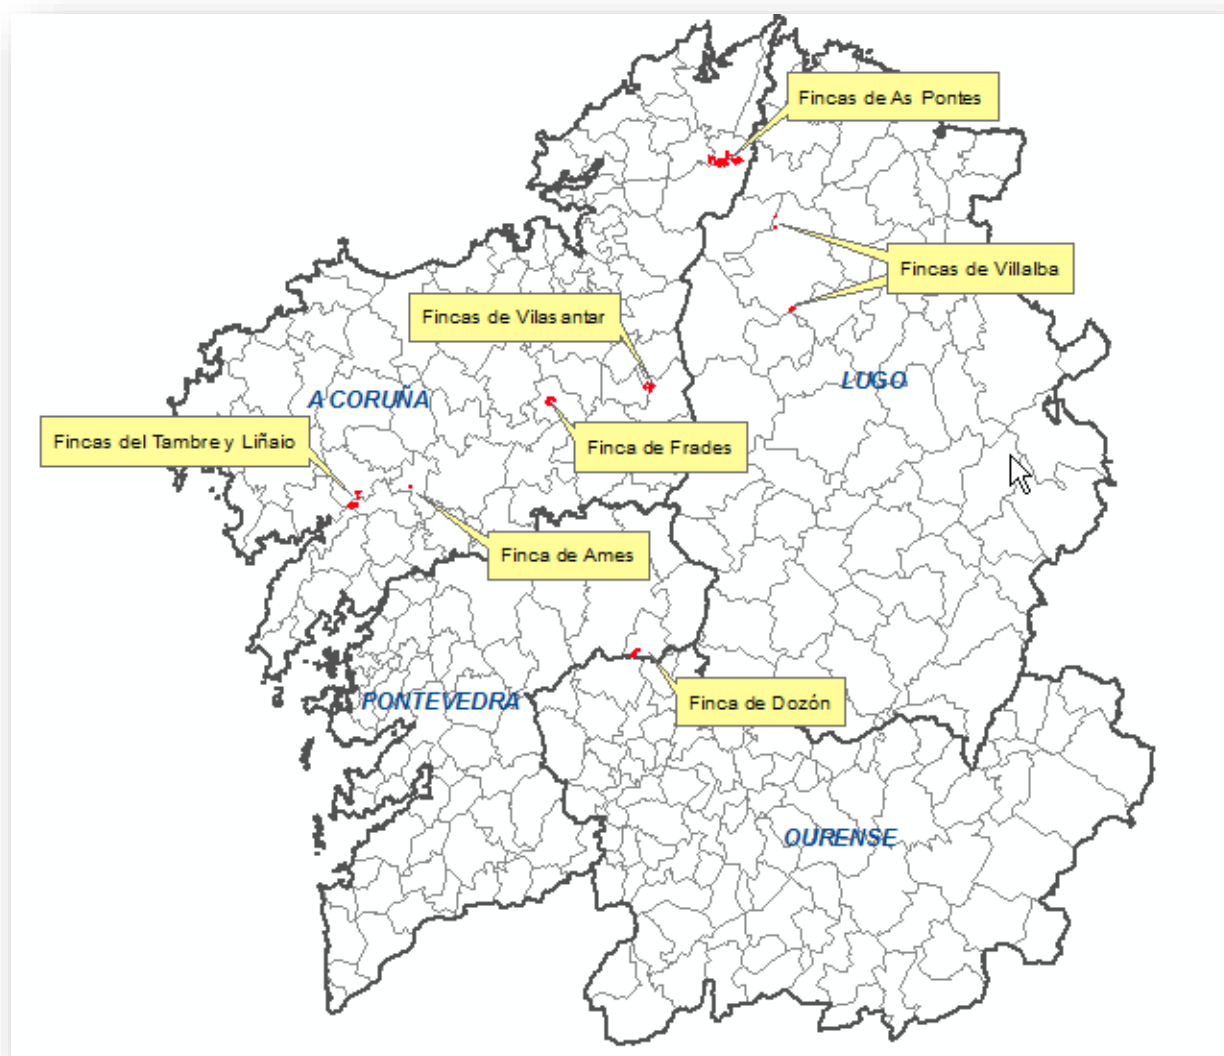 Fincas de As Pontes
Fincas de Villalba
Fincas de Vilasantar
LUGO
A CORUÑA
Fincas del Tambre y Liñaio
Finca de Frades
Finca de Ames
PONTEVEDRA
Finca de Dozón
OURENSE